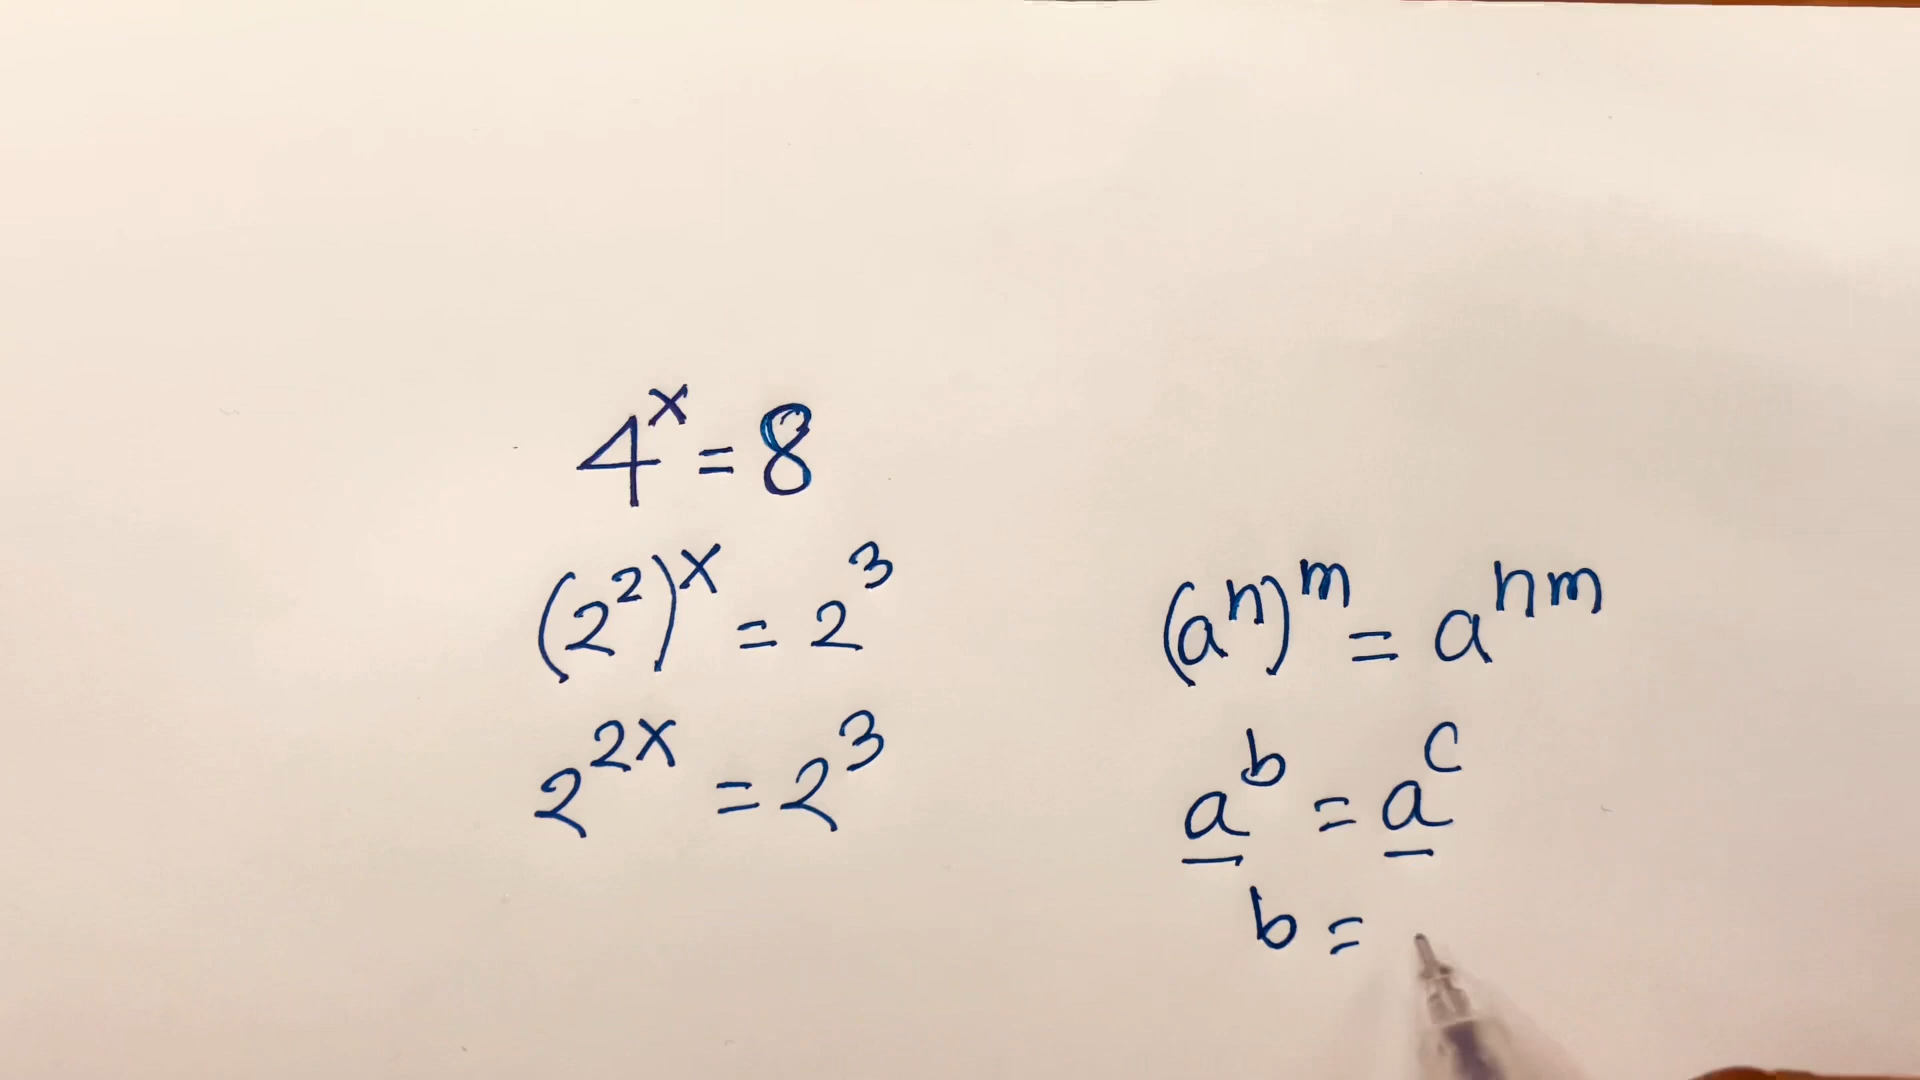 4^x = 8
(2^2)^x = 2^3
2^{2x} = 2^3
(a^n)^m = a^{nm}
a^b = a^c
b =